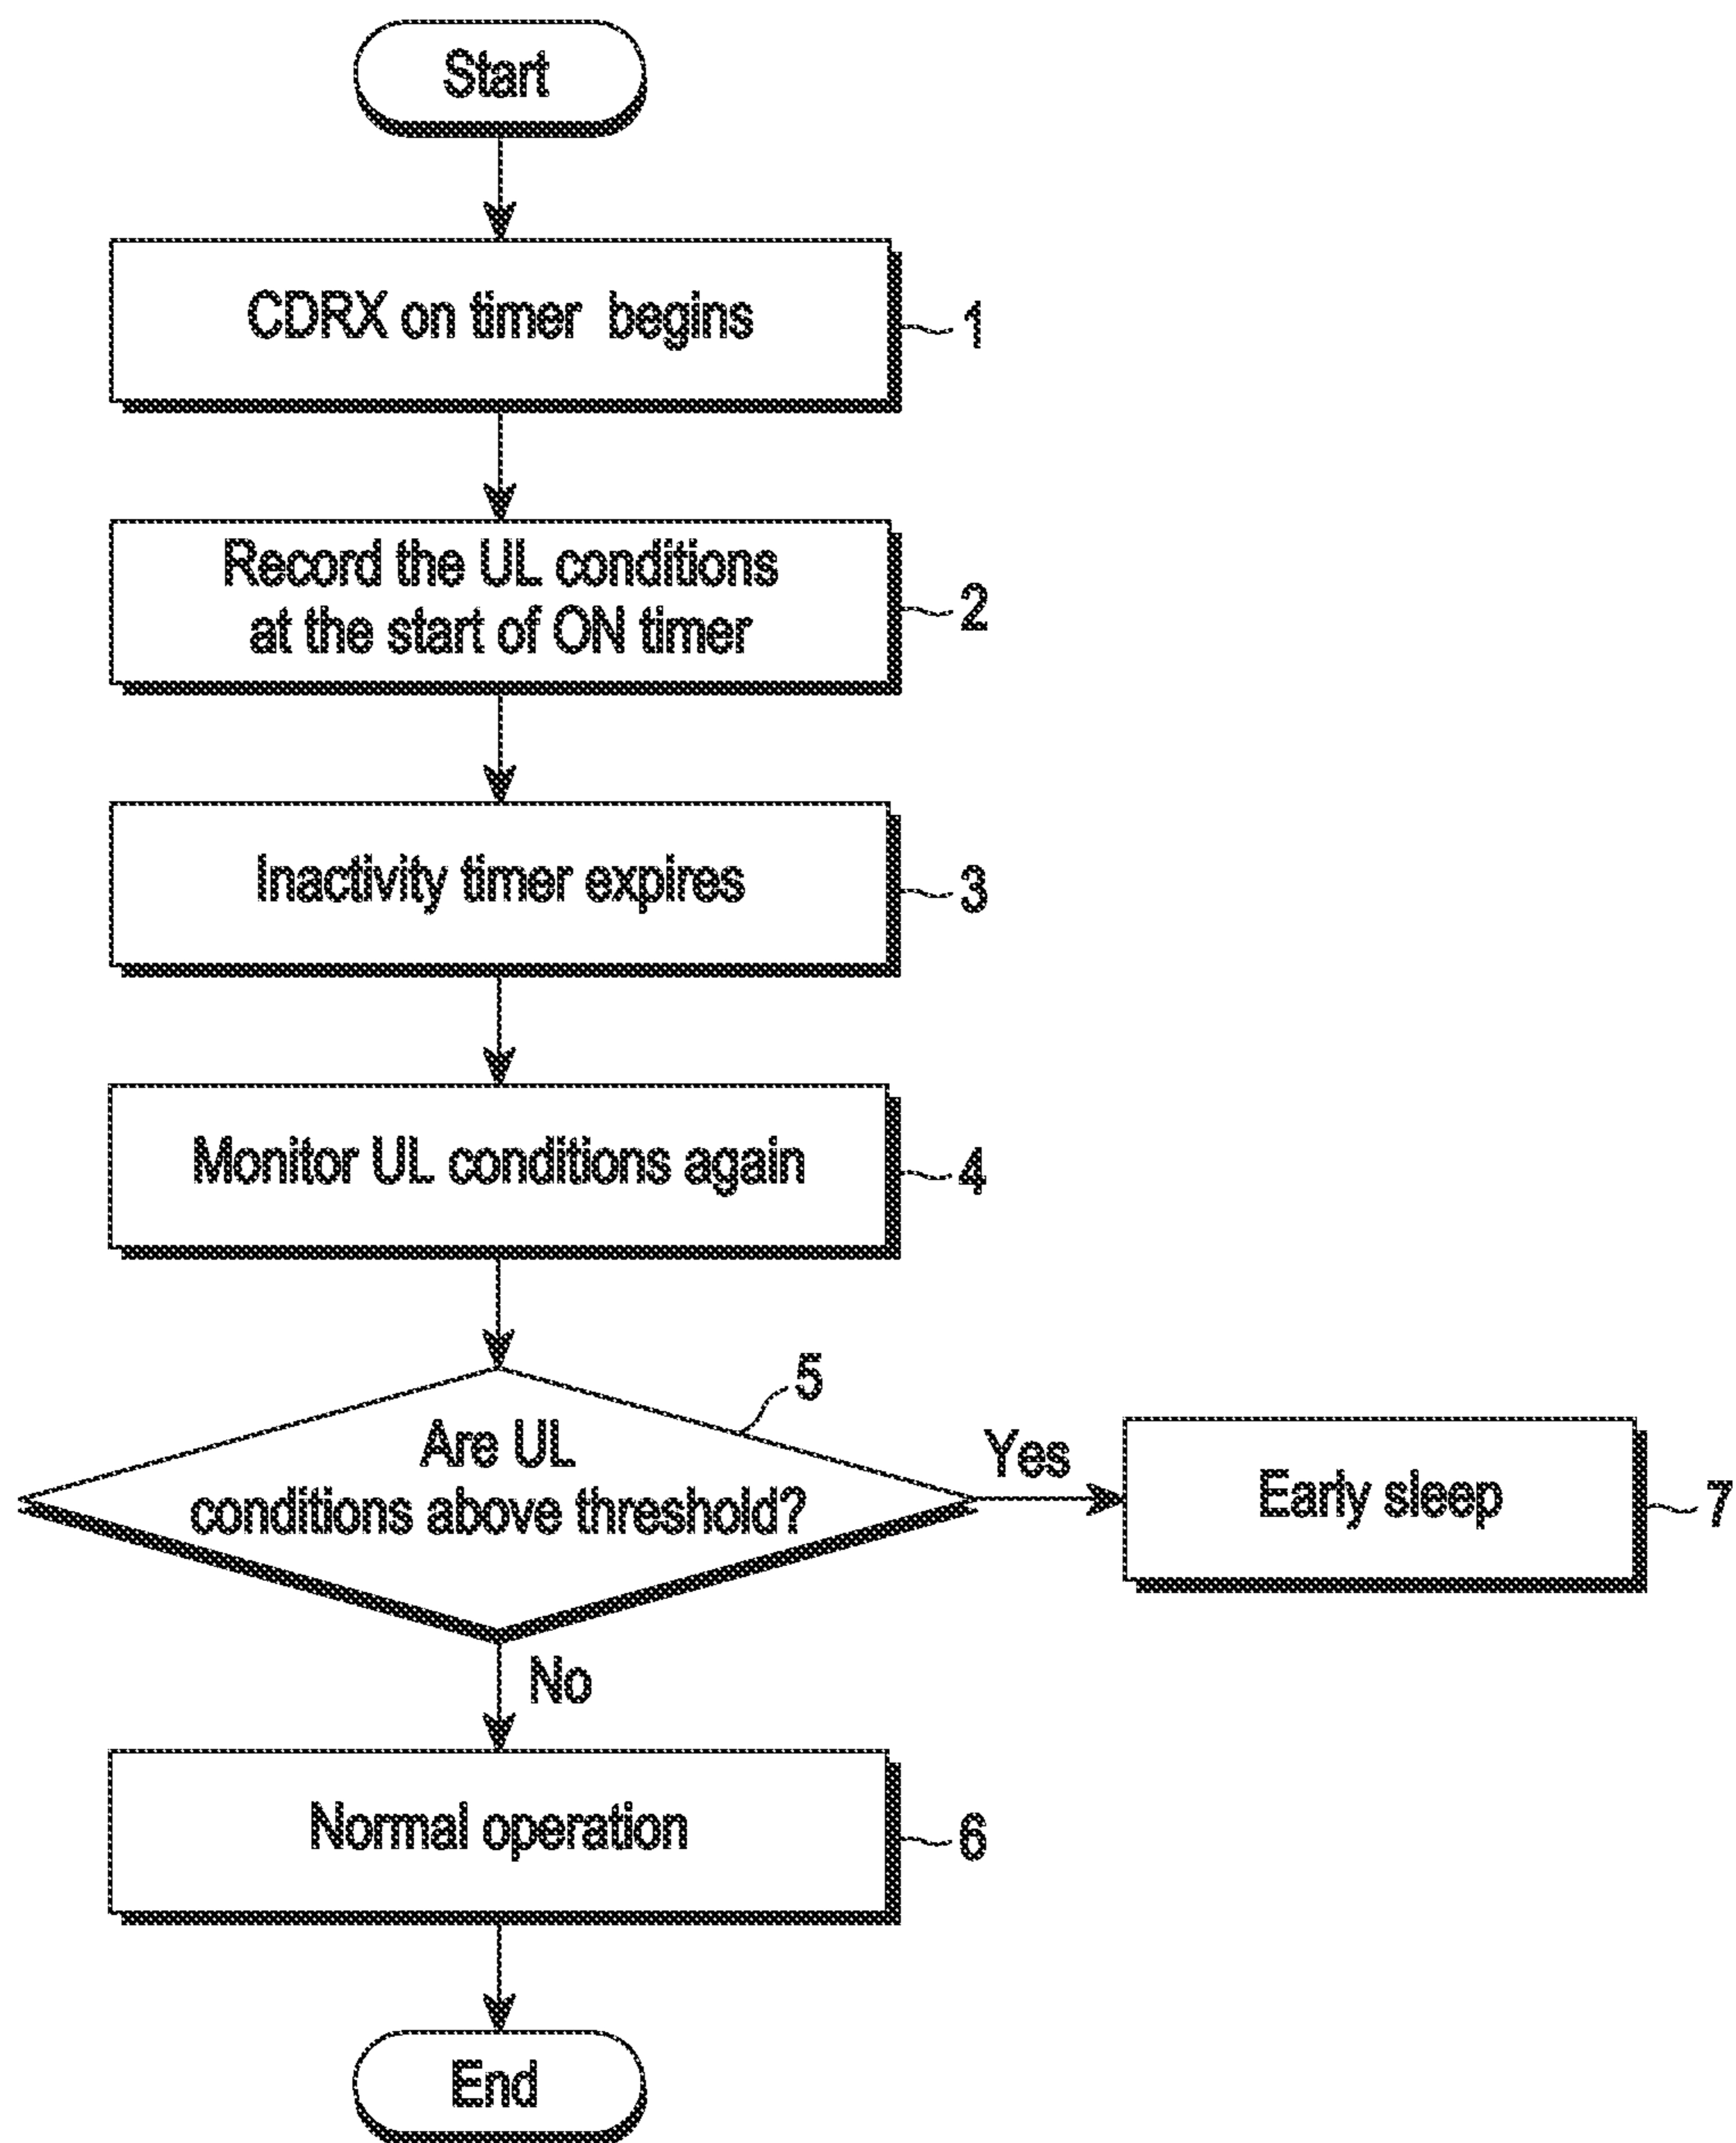 Start
CDRX on timer begins
1
Record the UL conditions
at the start of ON timer
2
Inactivity timer expires
3
Monitor UL conditions again
4
5
Are UL
conditions above threshold?
Yes
Early sleep
7
No
Normal operation
6
End